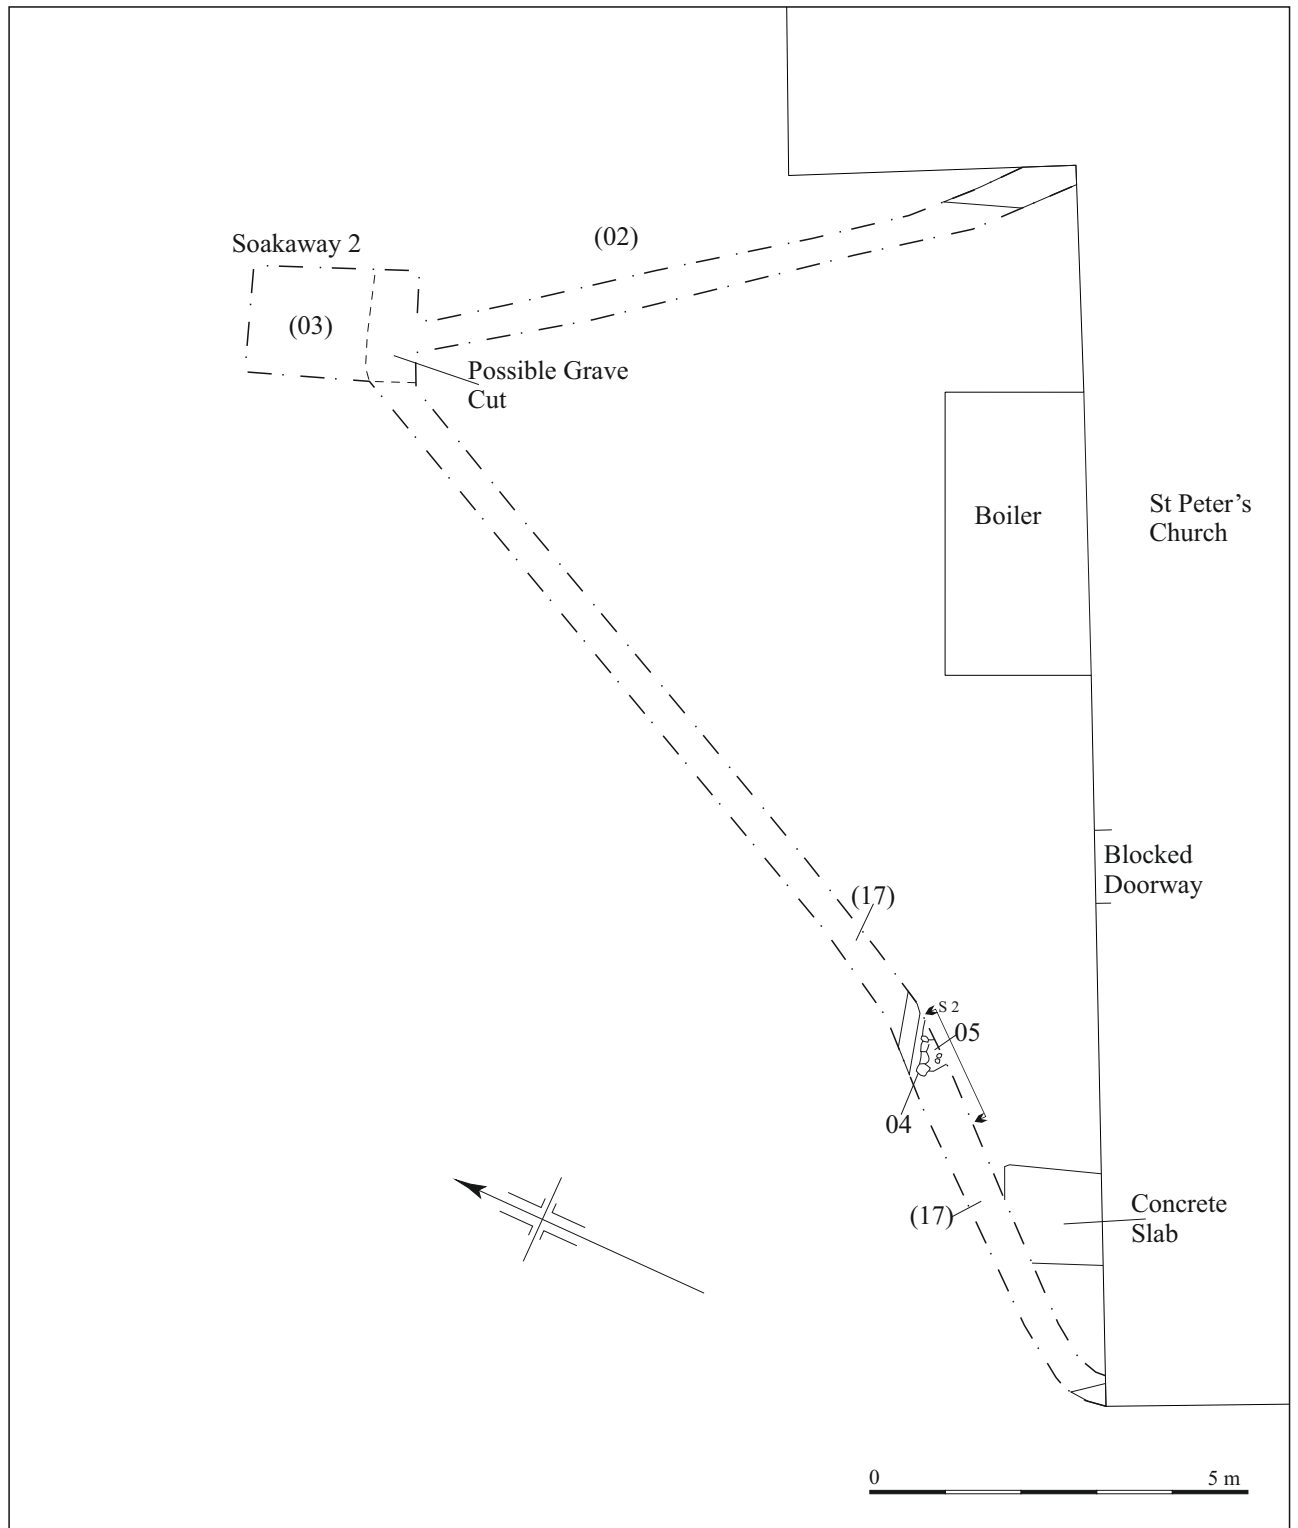 (02)
Soakaway 2
(03)
Possible Grave
Cut
Boiler
St Peter’s
Church
Blocked
Doorway
(17)
S 2
05
04
(17)
Concrete
Slab
0
5 m